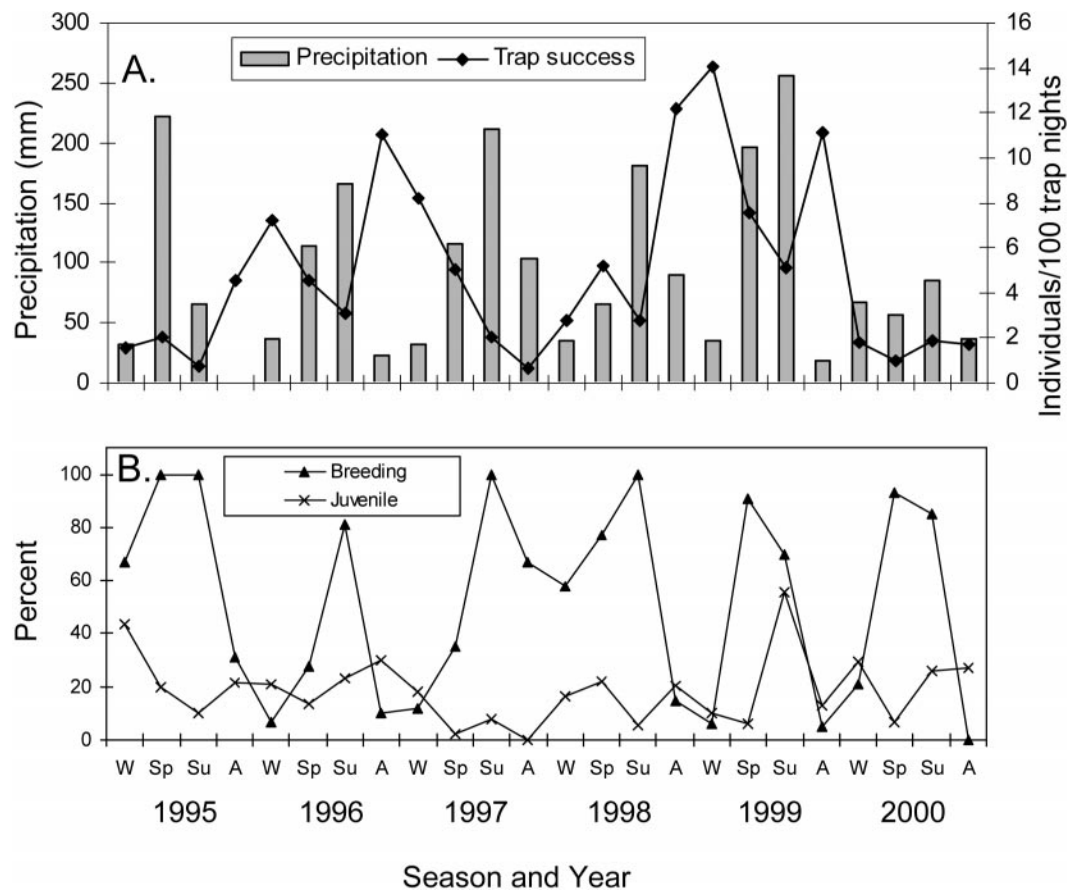 300
250
200
150
100
50
0
Precipitation (mm)
A.
Precipitation
Trap success
16
14
12
10
8
6
4
2
0
Individuals/100 trap nights
B.
Breeding
Juvenile
100
80
60
40
20
0
Percent
W Sp Su A W Sp Su A W Sp Su A W Sp Su A W Sp Su A W Sp Su A
1995 1996 1997 1998 1999 2000
Season and Year